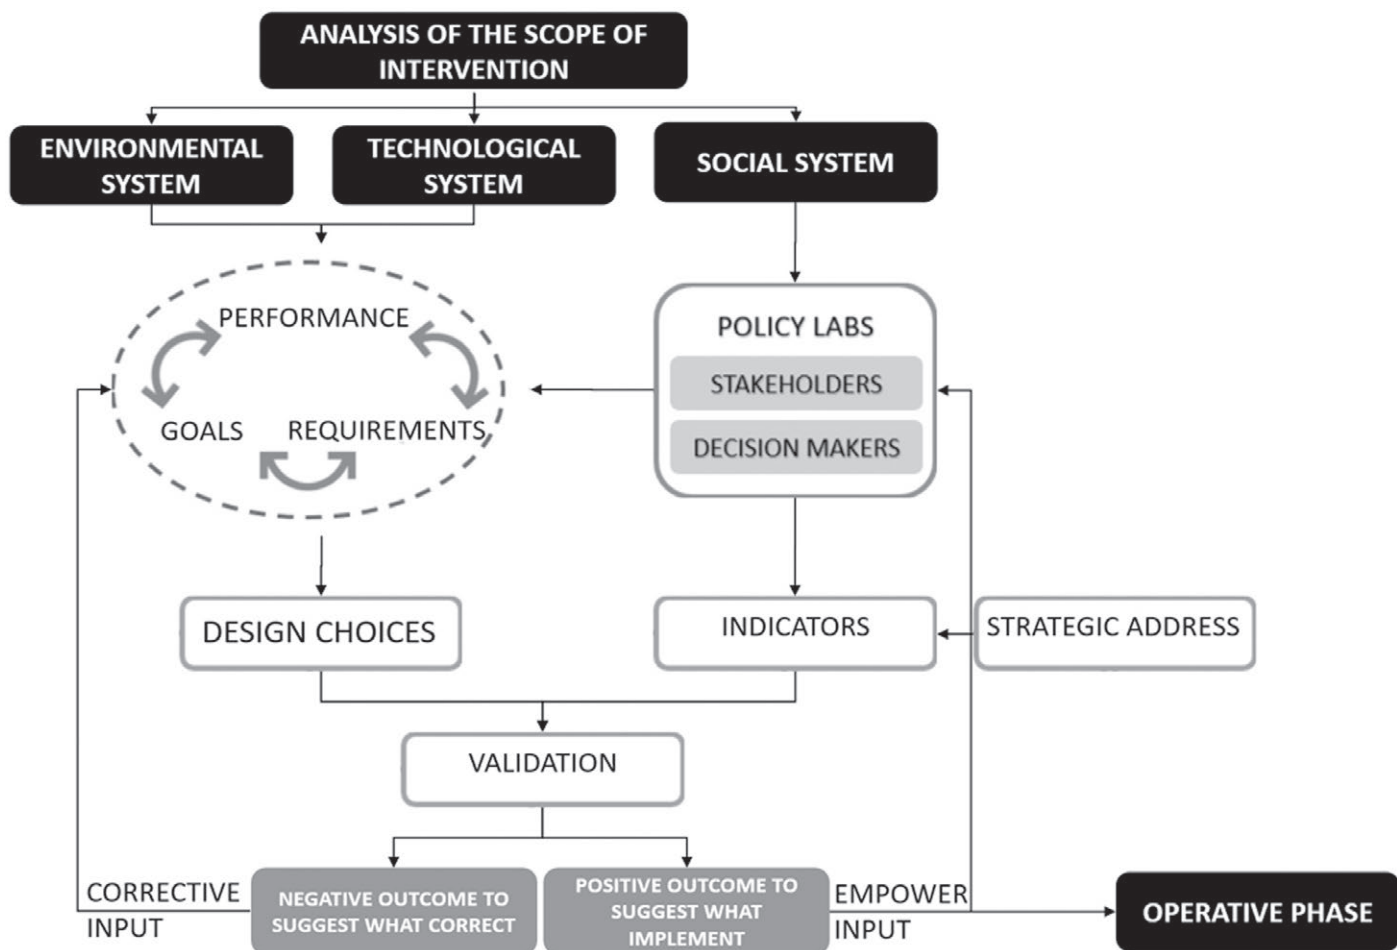 ANALYSIS OF THE SCOPE OF
INTERVENTION
ENVIRONMENTAL
SYSTEM
TECHNOLOGICAL
SYSTEM
SOCIAL SYSTEM
PERFORMANCE
GOALS
REQUIREMENTS
POLICY LABS
STAKEHOLDERS
DECISION MAKERS
DESIGN CHOICES
INDICATORS
STRATEGIC ADDRESS
VALIDATION
CORRECTIVE
INPUT
NEGATIVE OUTCOME TO
SUGGEST WHAT CORRECT
POSITIVE OUTCOME TO
SUGGEST WHAT
IMPLEMENT
EMPOWER
INPUT
OPERATIVE PHASE